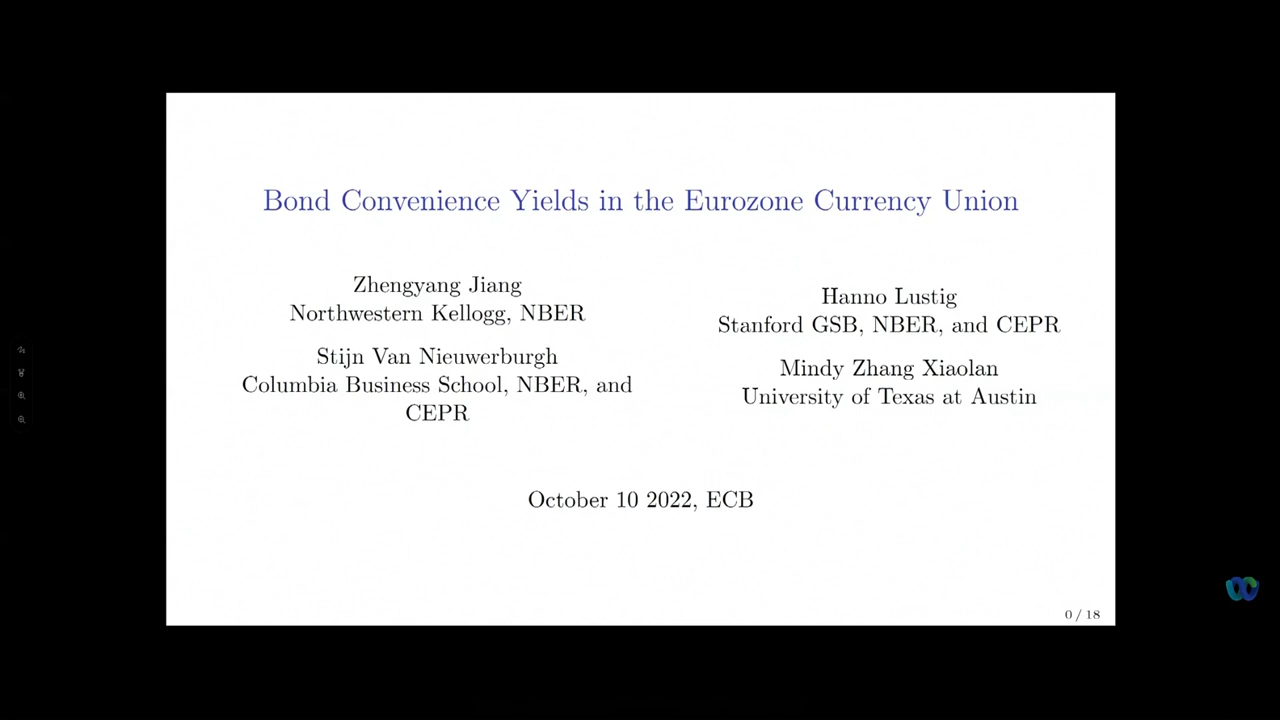 Bond Convenience Yields in the Eurozone Currency Union
Zhengyang Jiang
Northwestern Kellogg, NBER
Stijn Van Nieuwerburgh
Columbia Business School, NBER, and
CEPR
Hanno Lustig
Stanford GSB, NBER, and CEPR
Mindy Zhang Xiaolan
University of Texas at Austin
October 10 2022, ECB
0 / 18